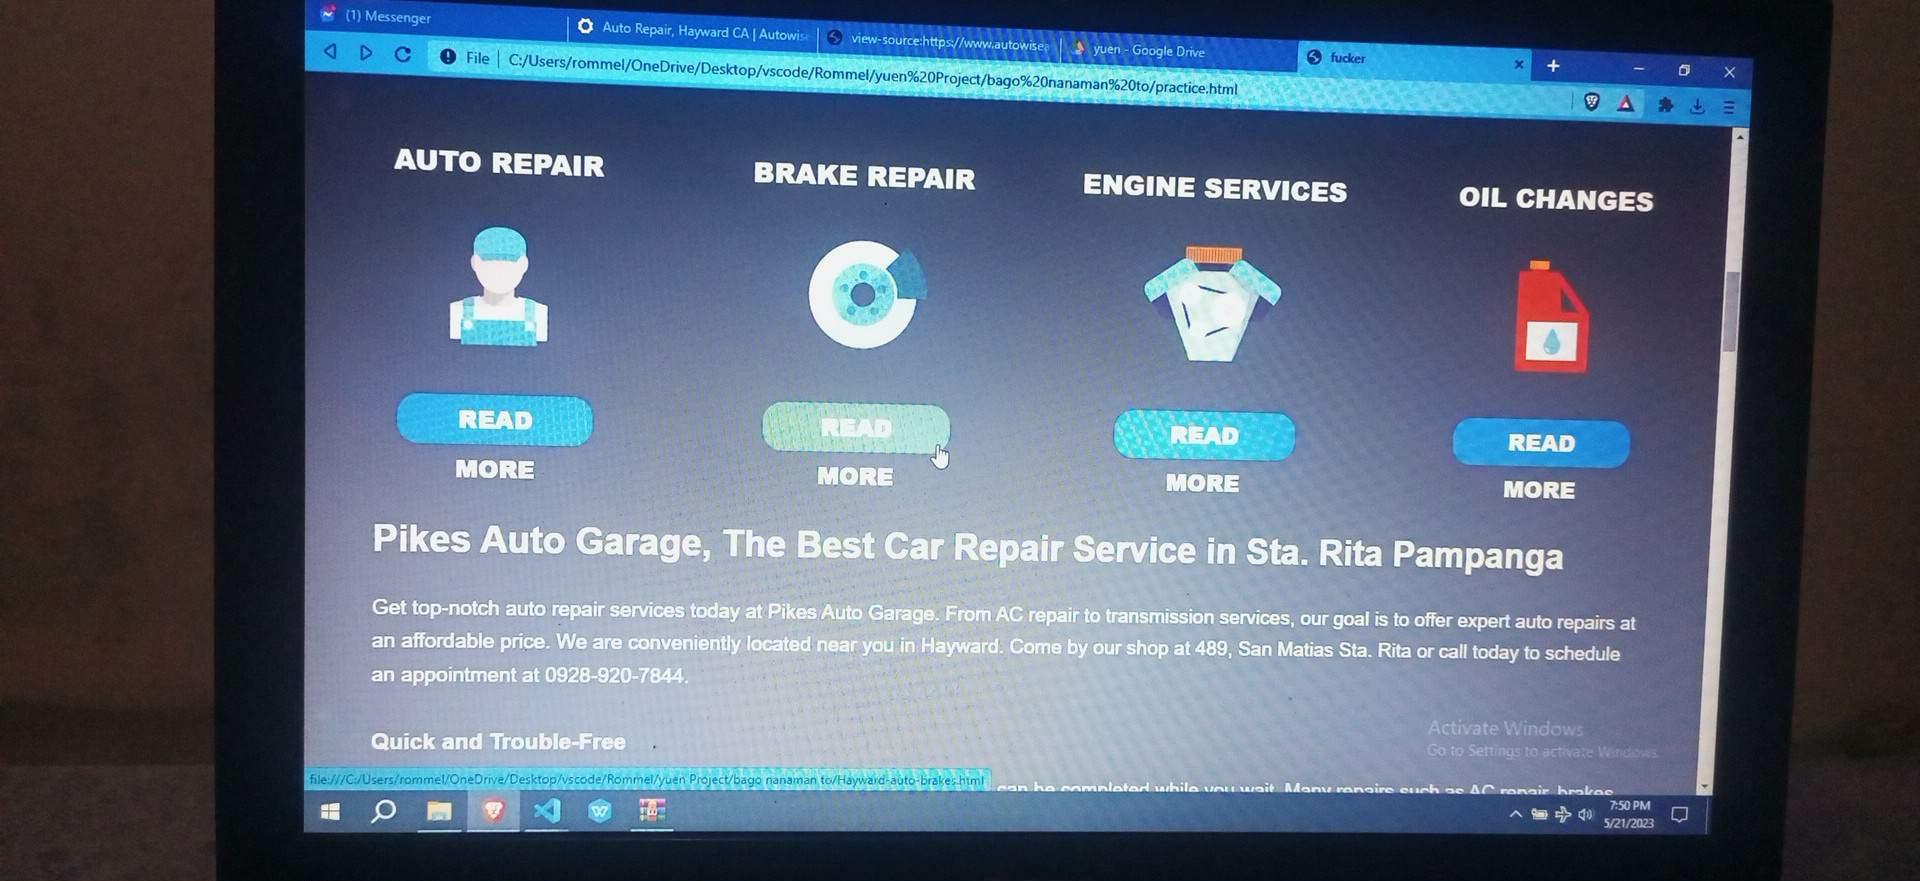 (1) Messenger
Auto Repair, Hayward CA | Autowise
view-source:https://www.autowisea
yuen - Google Drive
fucker
File
C:/Users/rommel/OneDrive/Desktop/vscode/Rommel/yuen%20Project/bago%20nanaman%20to/practice.html
AUTO REPAIR
BRAKE REPAIR
ENGINE SERVICES
OIL CHANGES
READ
MORE
READ
MORE
READ
MORE
READ
MORE
Pikes Auto Garage, The Best Car Repair Service in Sta. Rita Pampanga
Get top-notch auto repair services today at Pikes Auto Garage. From AC repair to transmission services, our goal is to offer expert auto repairs at
an affordable price. We are conveniently located near you in Hayward. Come by our shop at 489, San Matias Sta. Rita or call today to schedule
an appointment at 0928-920-7844.
Quick and Trouble-Free
Activate Windows
Go to Settings to activate Windows.
file:///C:/Users/rommel/OneDrive/Desktop/vscode/Rommel/yuen Project/bago nanaman to/Hayward-auto-brakes.html
can be completed while you wait. Many repairs such as AC repair, brakes,
7:50 PM
5/21/2023